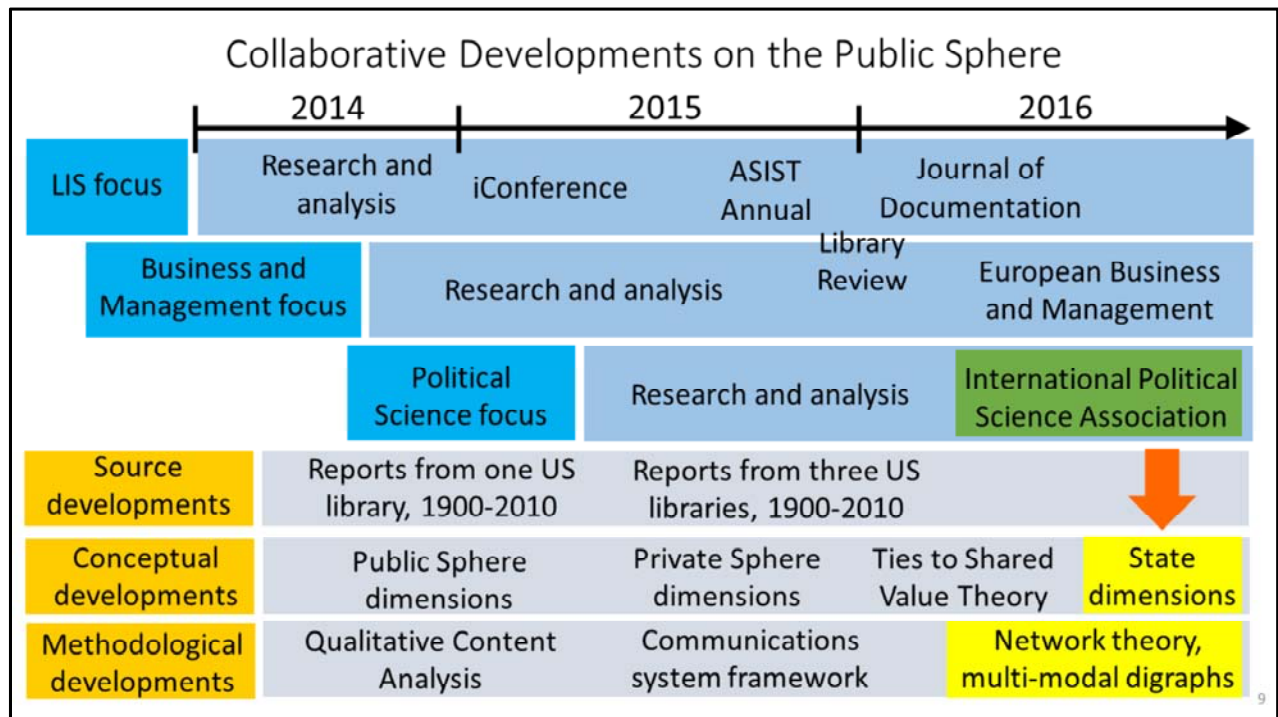 Collaborative Developments on the Public Sphere
2014
2015
2016
LIS focus
Research and
analysis
iConference
ASIST
Annual
Journal of
Documentation
Business and
Management focus
Research and analysis
Library
Review
European Business
and Management
Political
Science focus
Research and analysis
International Political
Science Association
Source
developments
Reports from one US
library, 1900-2010
Reports from three US
libraries, 1900-2010
Conceptual
developments
Public Sphere
dimensions
Private Sphere
dimensions
Ties to Shared
Value Theory
State
dimensions
Methodological
developments
Qualitative Content
Analysis
Communications
system framework
Network theory,
multi-modal digraphs
9